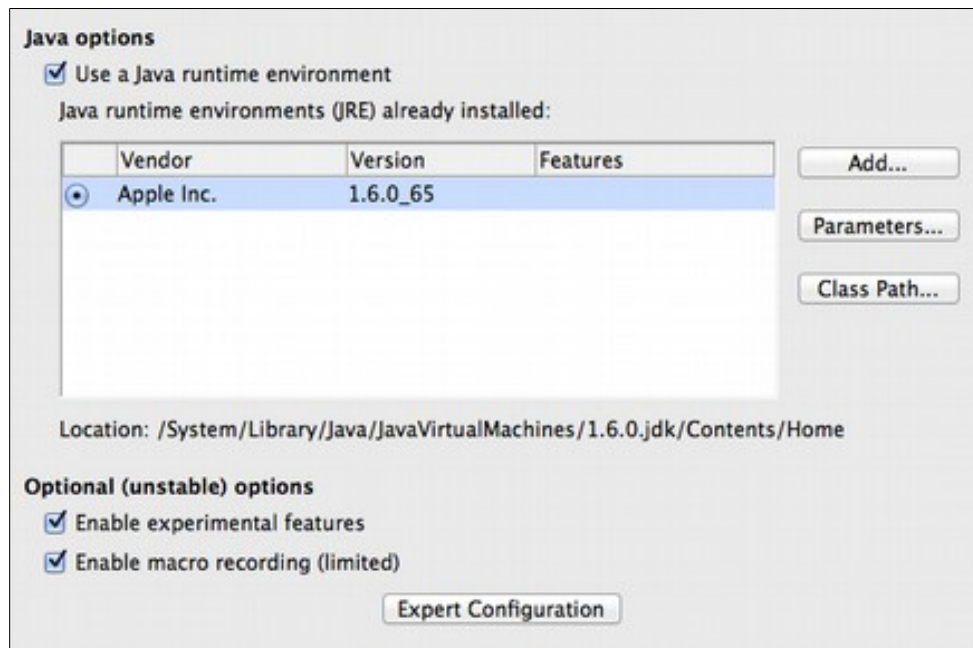 Java options
Use a Java runtime environment
Java runtime environments (JRE) already installed:
Vendor Version Features
Add...
Apple Inc. 1.6.0_65
Parameters...
Class Path...
Location: /System/Library/Java/JavaVirtualMachines/1.6.0.jdk/Contents/Home
Optional (unstable) options
Enable experimental features
Enable macro recording (limited)
Expert Configuration